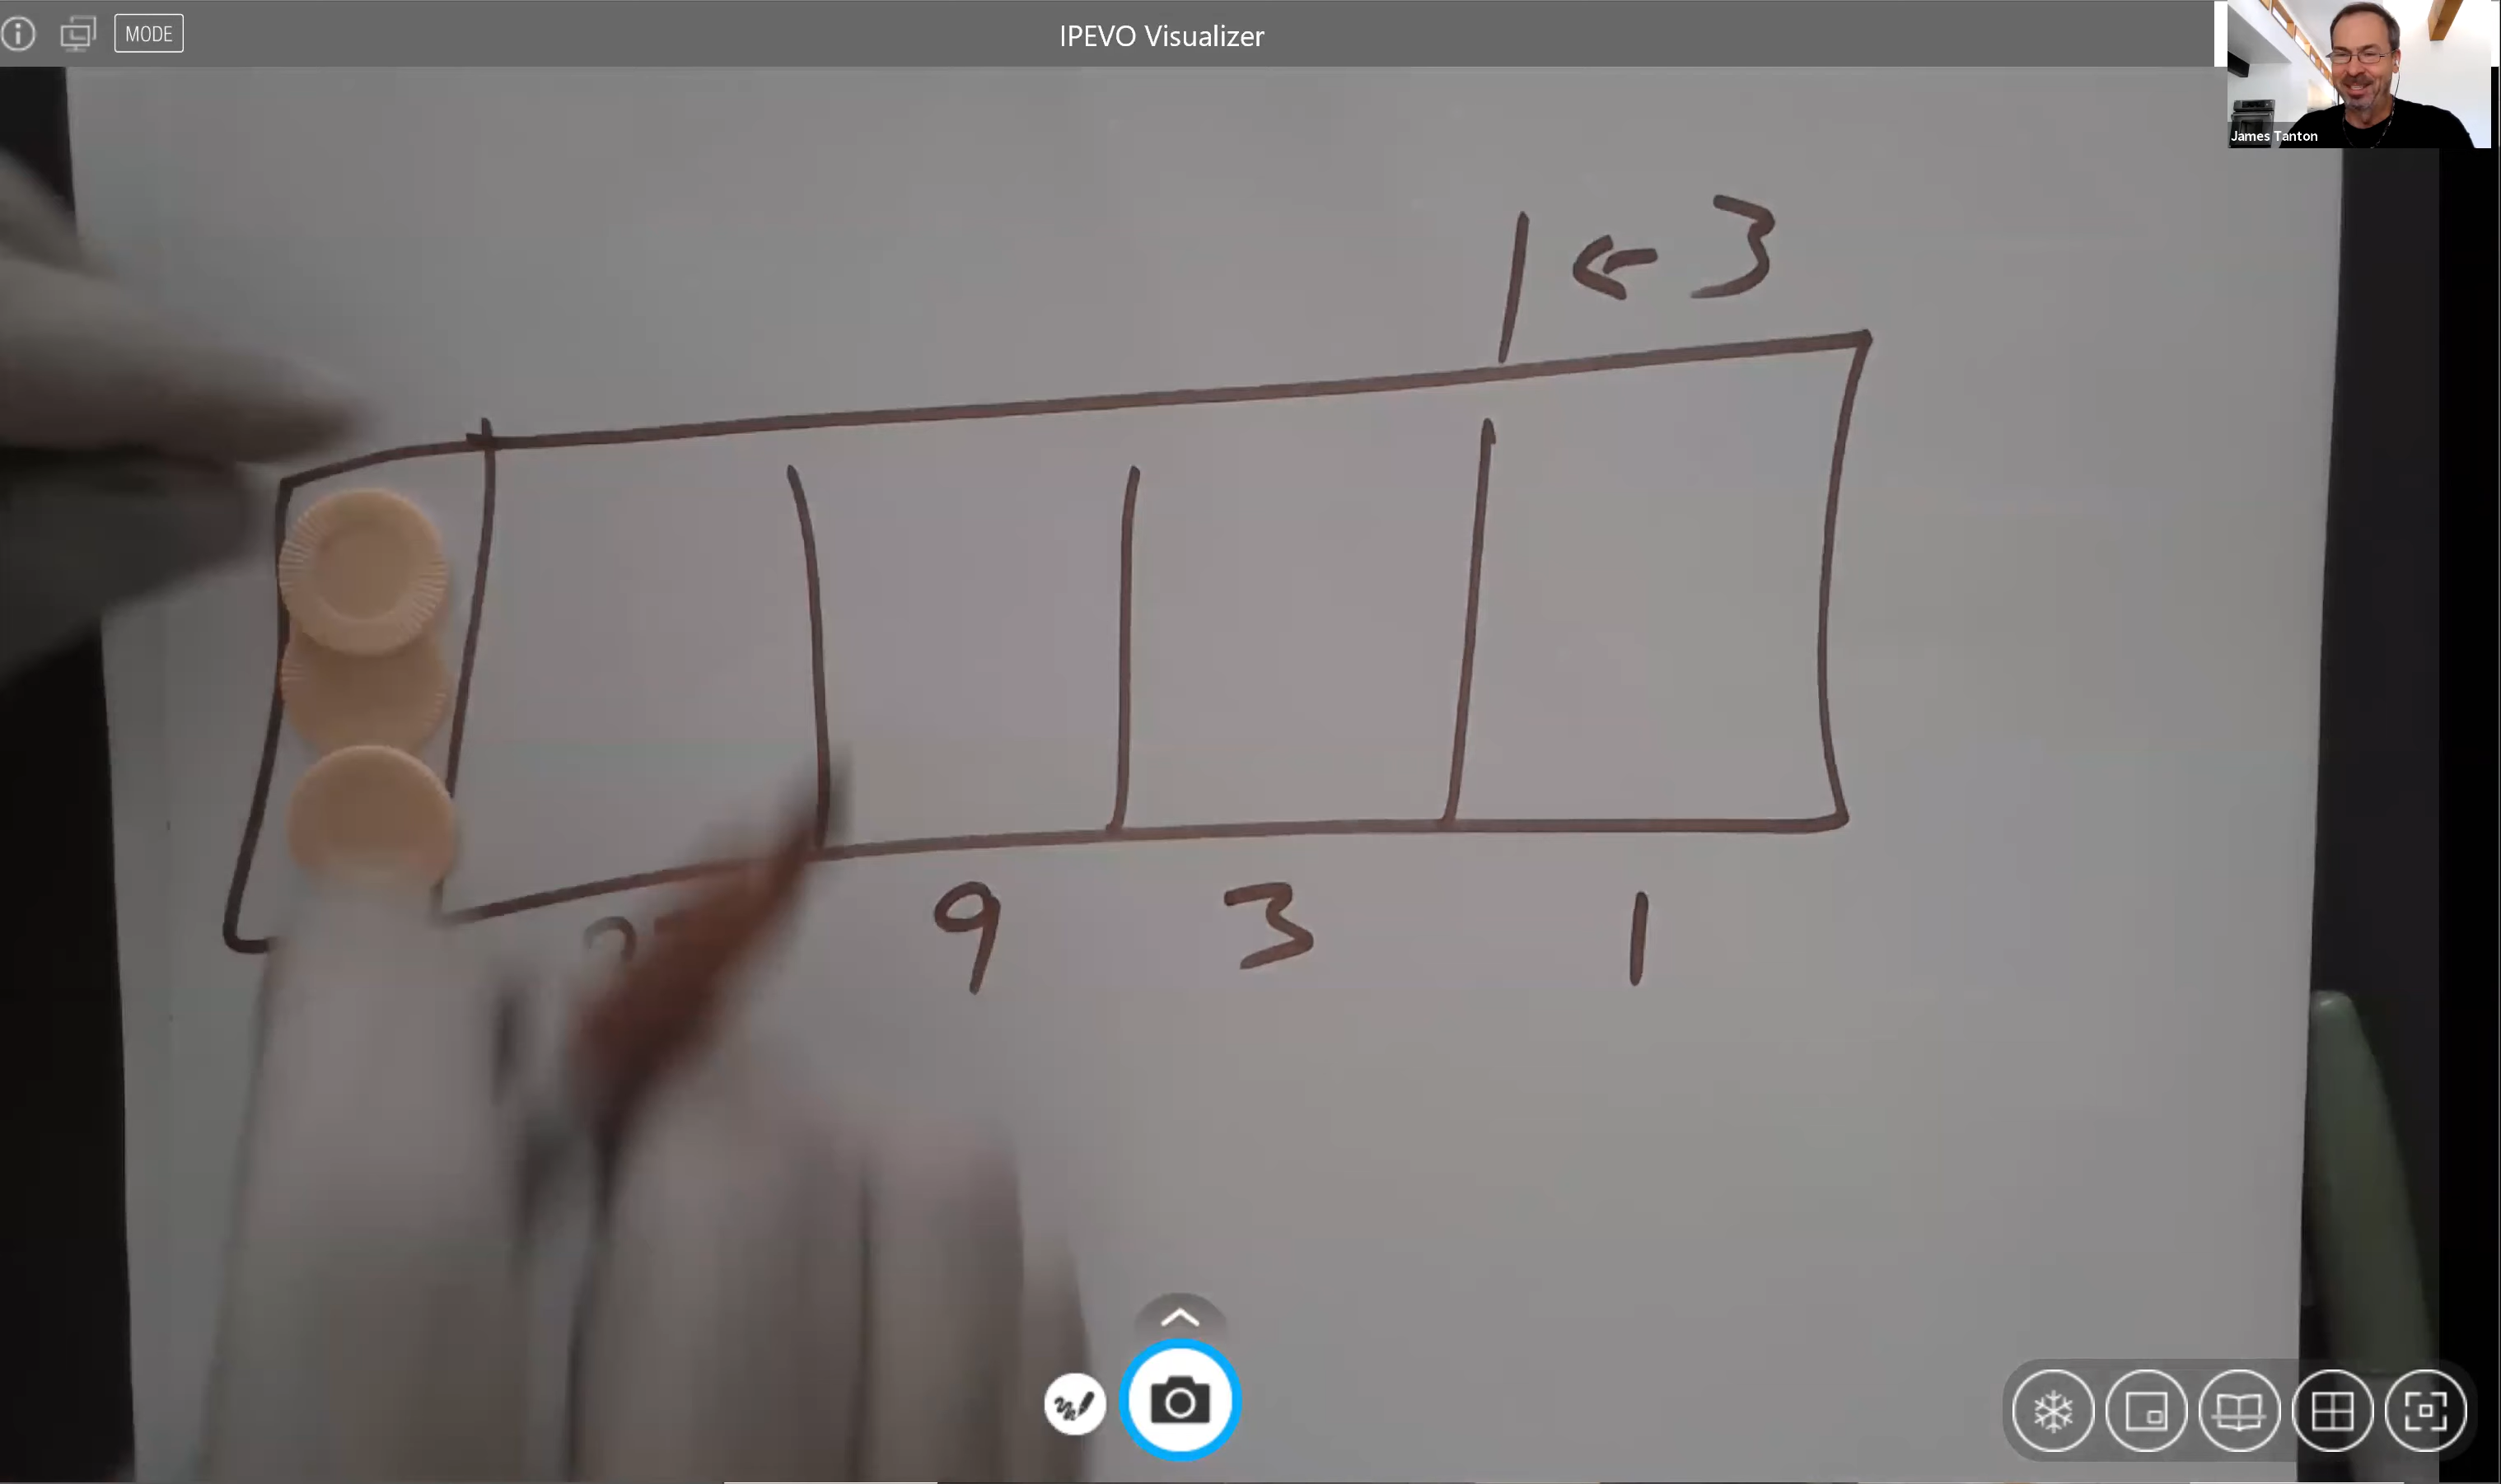 MODE
IPEVO Visualizer
James Tanton
1 ← 3
9 3 1